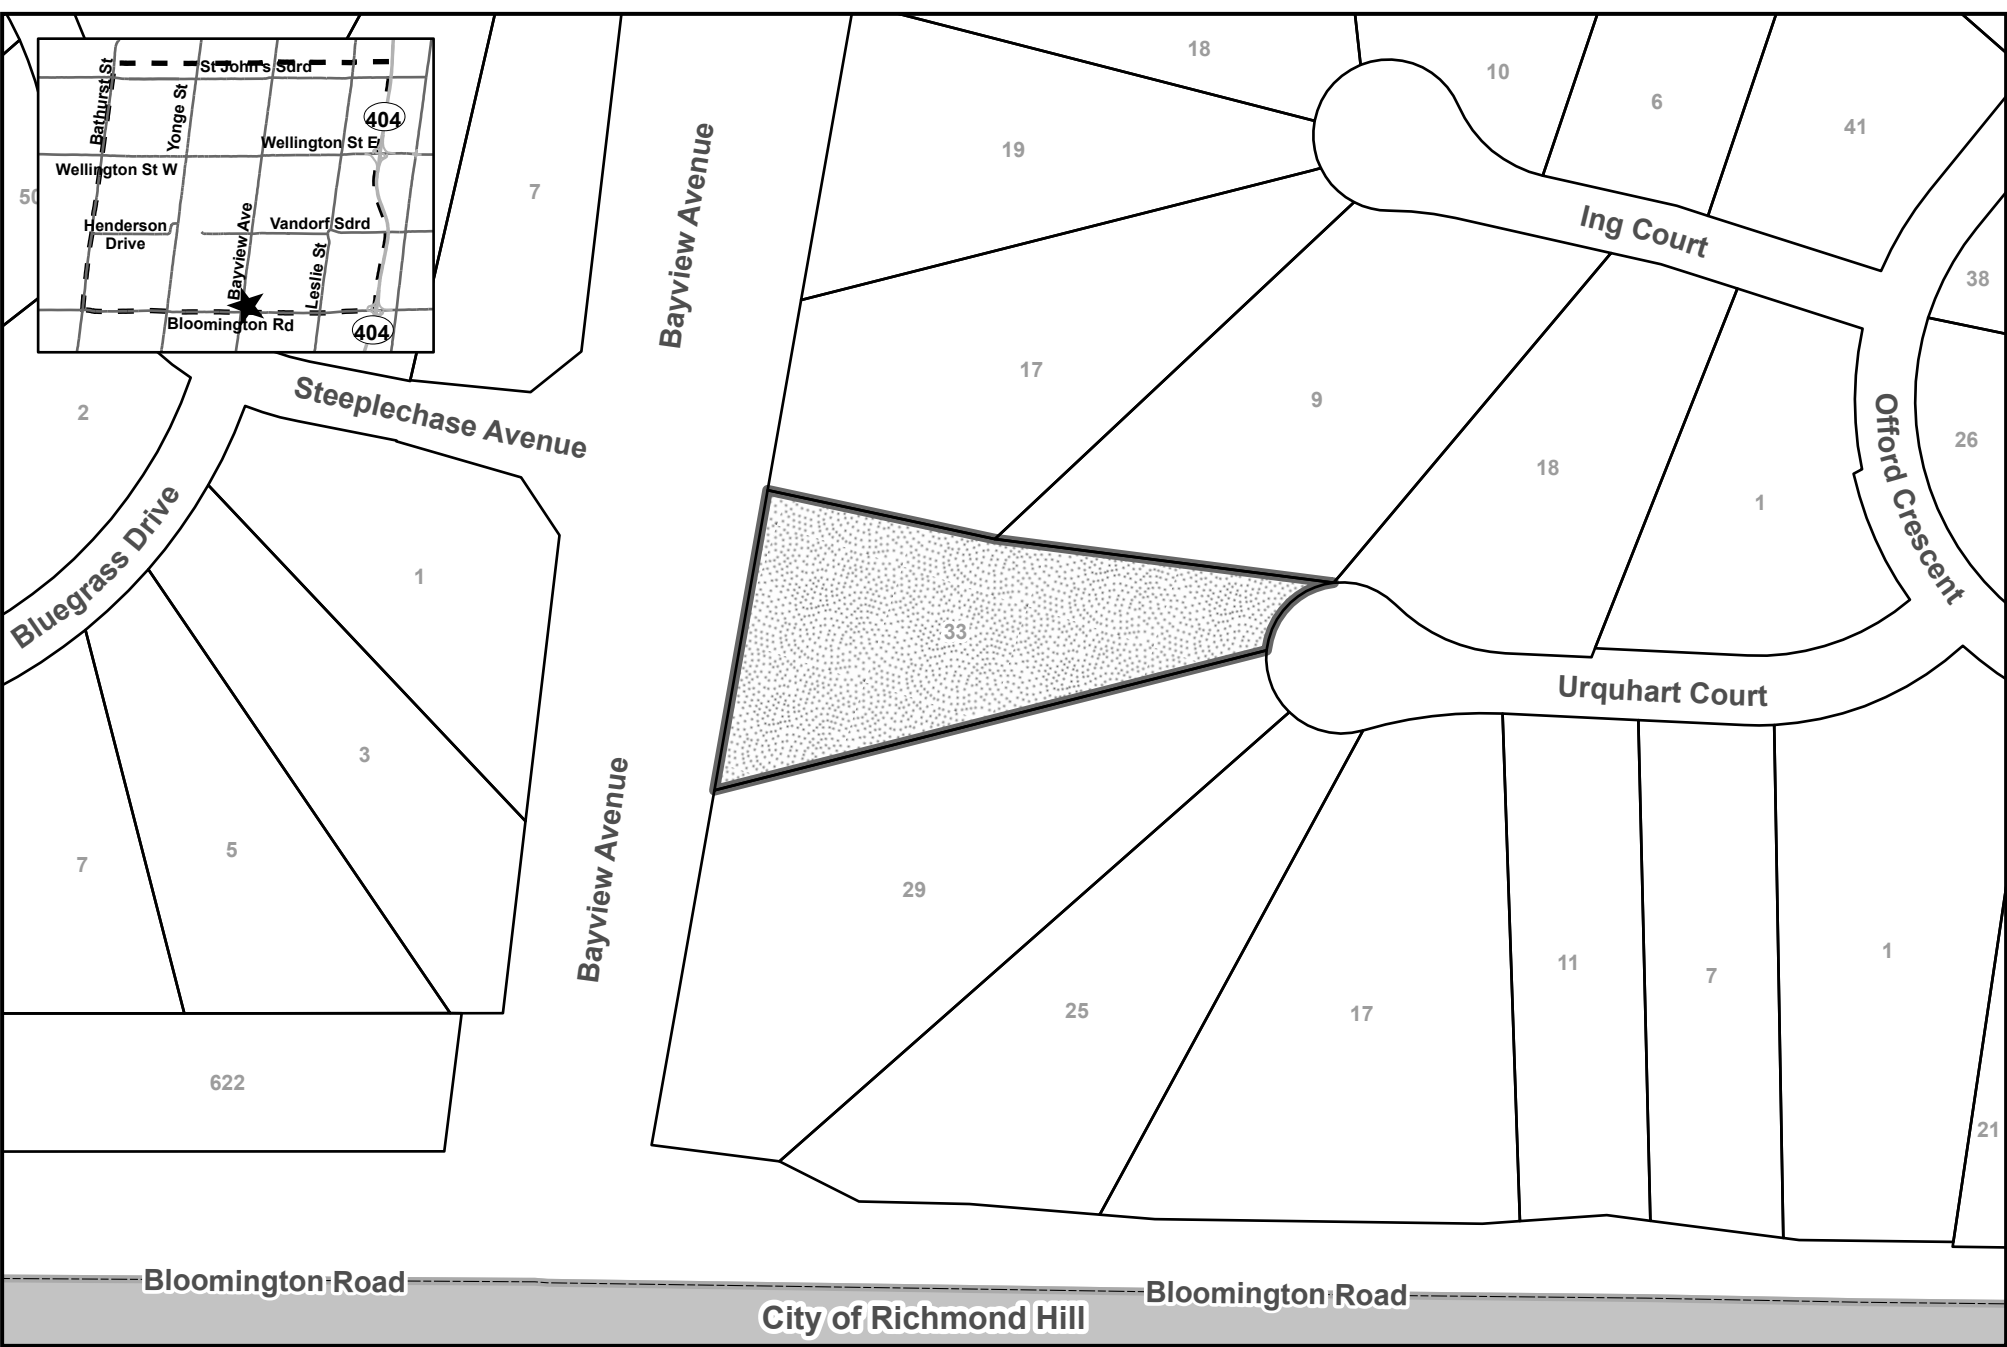 St John's Sdrd
Bathurst St
Yonge St
404
Wellington St E
Wellington St W
Henderson
Drive
Bayview Ave
Vandorf Sdrd
Leslie St
Bloomington Rd
404
18
10
6
41
19
7
50
Bayview Avenue
Ing Court
38
17
9
2
Steeplechase Avenue
26
18
1
Offord Crescent
Bluegrass Drive
1
33
Urquhart Court
3
Bayview Avenue
5
7
29
11
7
1
25
17
622
21
Bloomington Road
Bloomington Road
City of Richmond Hill